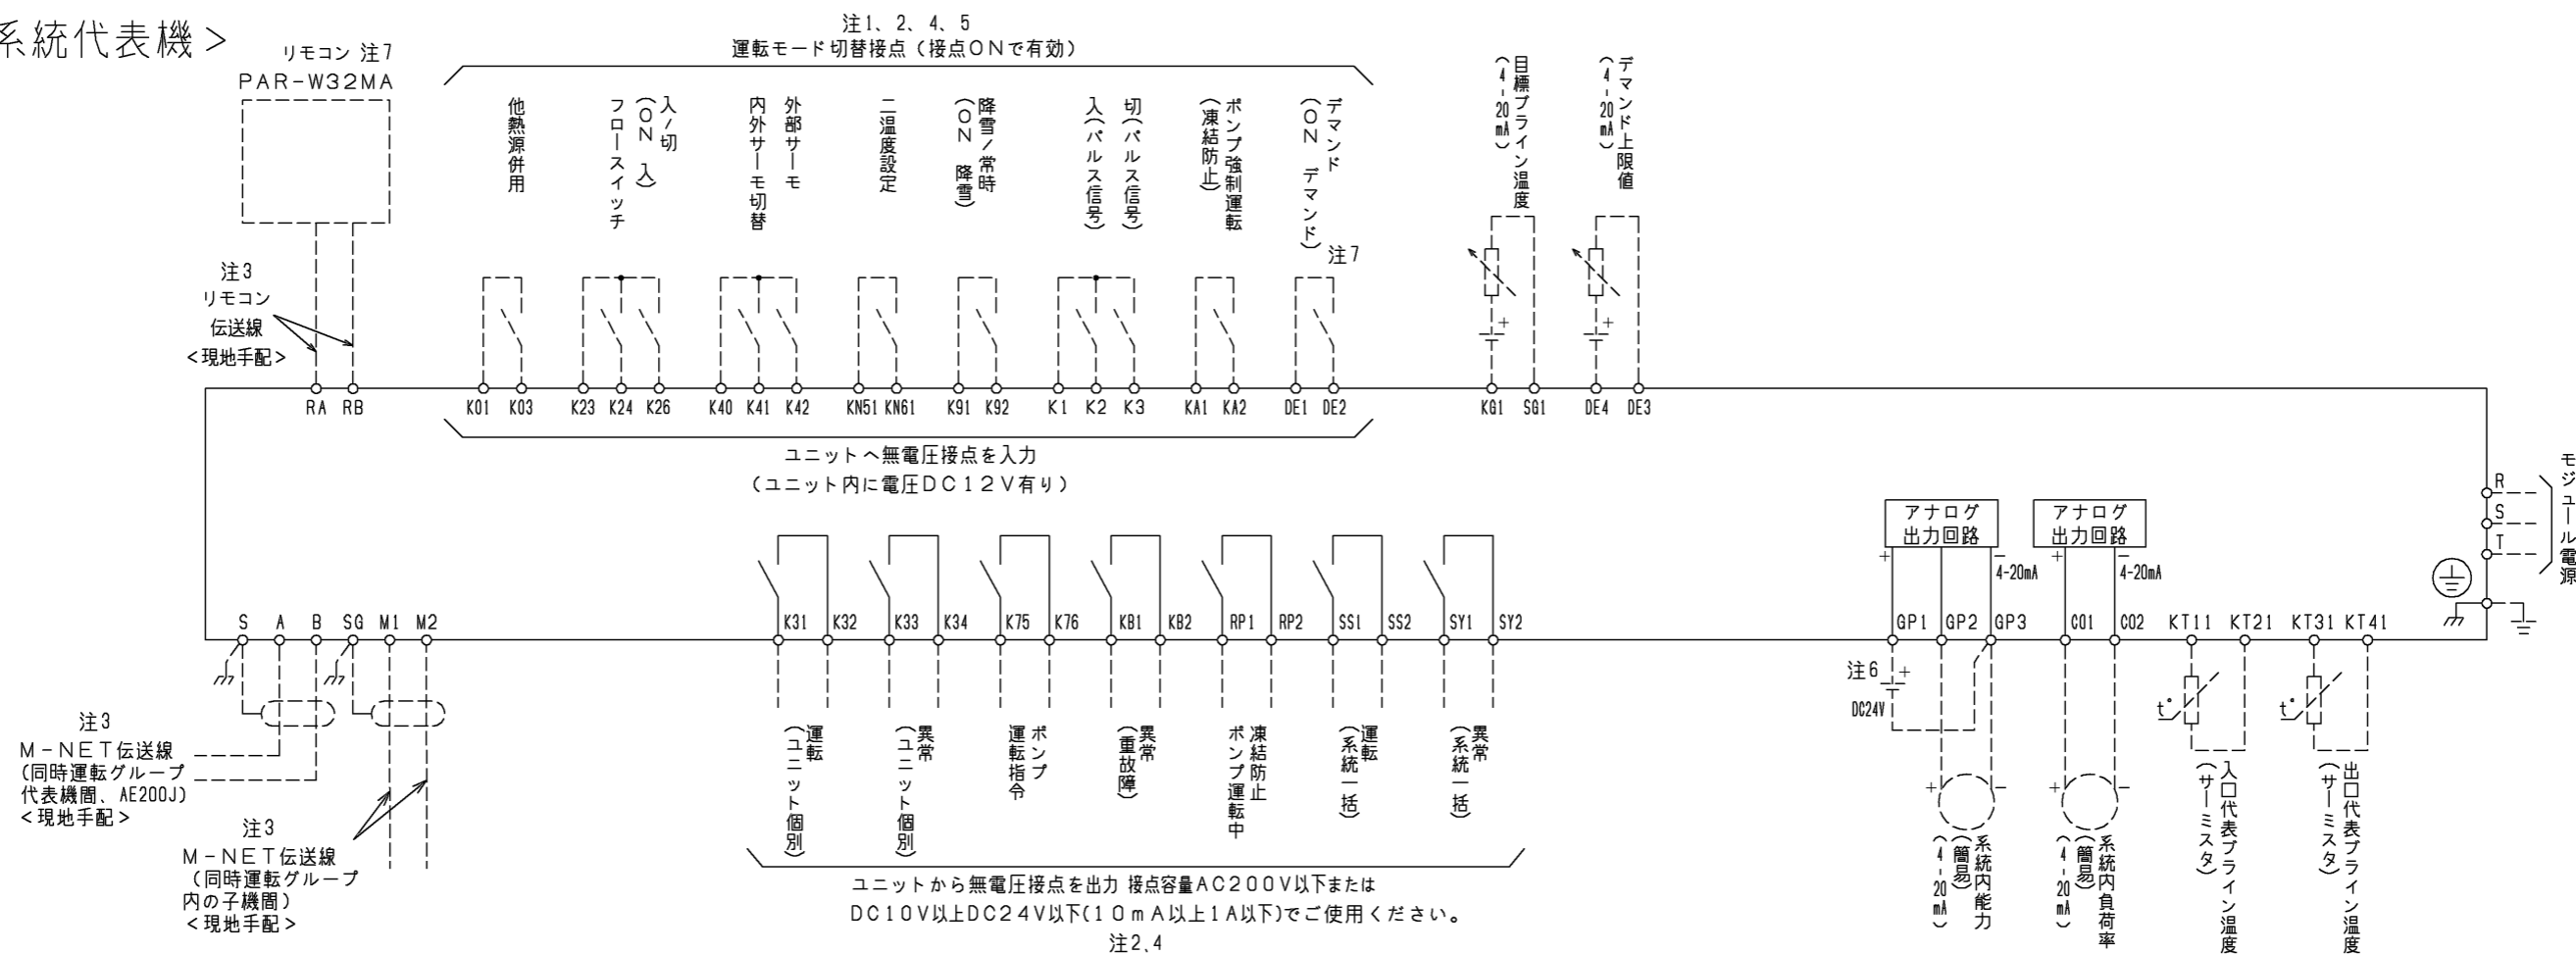 系統代表機＞
リモコン 注7
PAR-W32MA
注1、2、4、5
運転モード切替接点（接点ONで有効）
他熱源併用
入/切
(ON 入)
フロースイッチ
外部サーモ
内外サーモ切替
二温度設定
降雪/常時
(ON 降雪)
切(パルス信号)
入(パルス信号)
ポンプ強制運転
(凍結防止)
デマンド
(ON デマンド)
注7
目標ブライン温度
(4-20mA)
デマンド上限値
(4-20mA)
注3
リモコン
伝送線
＜現地手配＞
+
+
RA RB K01 K03 K23 K24 K26 K40 K41 K42 KN51 KN61 K91 K92 K1 K2 K3 KA1 KA2 DE1 DE2 KG1 SG1 DE4 DE3
ユニットへ無電圧接点を入力
（ユニット内に電圧DC12V有り）
R
S
T
モジュール電源
アナログ
出力回路
アナログ
出力回路
+ − 4-20mA
+ − 4-20mA
S A B SG M1 M2
K31 K32 K33 K34 K75 K76 KB1 KB2 RP1 RP2 SS1 SS2 SY1 SY2
GP1 GP2 GP3 CO1 CO2 KT11 KT21 KT31 KT41
注6 +
DC24V
t°
t°
+ −
+ −
注3
M-NET伝送線
(同時運転グループ
代表機間、AE200J)
＜現地手配＞
注3
M-NET伝送線
（同時運転グループ
内の子機間）
＜現地手配＞
運転
(ユニット個別)
異常
(ユニット個別)
ポンプ
運転指令
異常
(重故障)
凍結防止
ポンプ運転中
運転
(系統一括)
異常
(系統一括)
系統内能力
(簡易)
(4-20mA)
系統内負荷率
(簡易)
(4-20mA)
入口代表ブライン温度
(サーミスタ)
出口代表ブライン温度
(サーミスタ)
ユニットから無電圧接点を出力 接点容量AC200V以下または
DC10V以上DC24V以下(10mA以上1A以下)でご使用ください。
注2,4